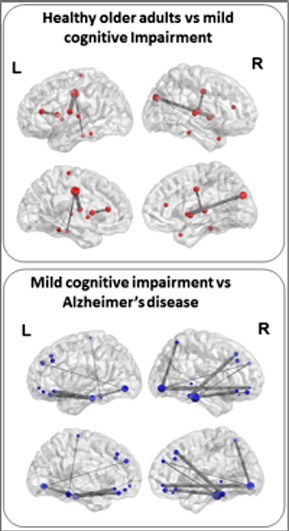 Healthy older adults vs mild
cognitive Impairment
L
R
Mild cognitive impairment vs
Alzheimer's disease
L
R